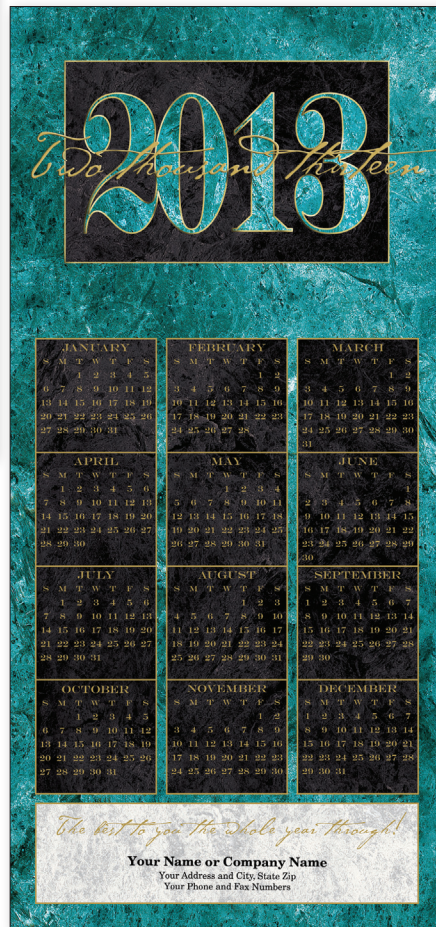 2013
Two thousand thirteen
JANUARY
S M T W T F S
1 2 3 4 5
6 7 8 9 10 11 12
13 14 15 16 17 18 19
20 21 22 23 24 25 26
27 28 29 30 31
FEBRUARY
S M T W T F S
1 2
3 4 5 6 7 8 9
10 11 12 13 14 15 16
17 18 19 20 21 22 23
24 25 26 27 28
MARCH
S M T W T F S
1 2
3 4 5 6 7 8 9
10 11 12 13 14 15 16
17 18 19 20 21 22 23
24 25 26 27 28 29 30
31
APRIL
S M T W T F S
1 2 3 4 5 6
7 8 9 10 11 12 13
14 15 16 17 18 19 20
21 22 23 24 25 26 27
28 29 30
MAY
S M T W T F S
1 2 3 4
5 6 7 8 9 10 11
12 13 14 15 16 17 18
19 20 21 22 23 24 25
26 27 28 29 30 31
JUNE
S M T W T F S
1
2 3 4 5 6 7 8
9 10 11 12 13 14 15
16 17 18 19 20 21 22
23 24 25 26 27 28 29
30
JULY
S M T W T F S
1 2 3 4 5 6
7 8 9 10 11 12 13
14 15 16 17 18 19 20
21 22 23 24 25 26 27
28 29 30 31
AUGUST
S M T W T F S
1 2 3
4 5 6 7 8 9 10
11 12 13 14 15 16 17
18 19 20 21 22 23 24
25 26 27 28 29 30 31
SEPTEMBER
S M T W T F S
1 2 3 4 5 6 7
8 9 10 11 12 13 14
15 16 17 18 19 20 21
22 23 24 25 26 27 28
29 30
OCTOBER
S M T W T F S
1 2 3 4 5
6 7 8 9 10 11 12
13 14 15 16 17 18 19
20 21 22 23 24 25 26
27 28 29 30 31
NOVEMBER
S M T W T F S
1 2
3 4 5 6 7 8 9
10 11 12 13 14 15 16
17 18 19 20 21 22 23
24 25 26 27 28 29 30
DECEMBER
S M T W T F S
1 2 3 4 5 6 7
8 9 10 11 12 13 14
15 16 17 18 19 20 21
22 23 24 25 26 27 28
29 30 31
The best to you the whole year through!
Your Name or Company Name
Your Address and City, State Zip
Your Phone and Fax Numbers